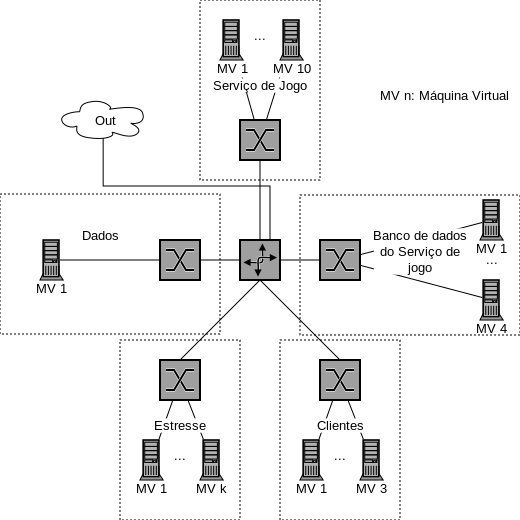 ...
MV 1
MV 10
Serviço de Jogo
MV n: Máquina Virtual
Out
Dados
MV 1
Banco de dados
do Serviço de
jogo
MV 1
...
MV 4
Estresse
...
MV 1
MV k
Clientes
...
MV 1
MV 3